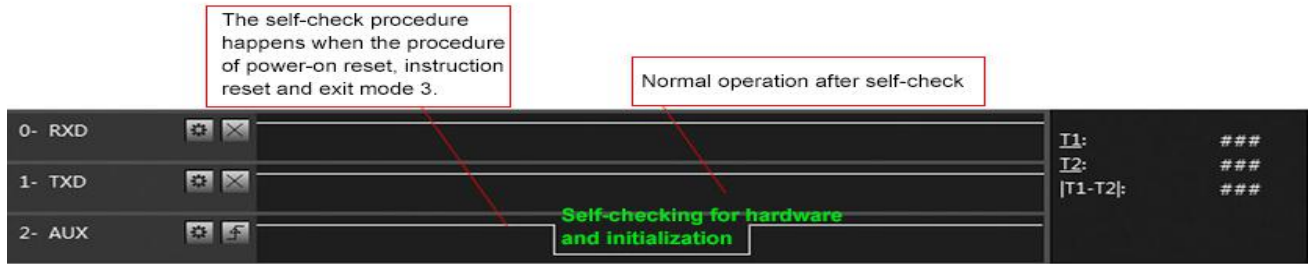 The self-check procedure
happens when the procedure
of power-on reset, instruction
reset and exit mode 3.
Normal operation after self-check
0- RXD
T1: ###
T2: ###
1- TXD
|T1-T2|: ###
Self-checking for hardware
and initialization
2- AUX